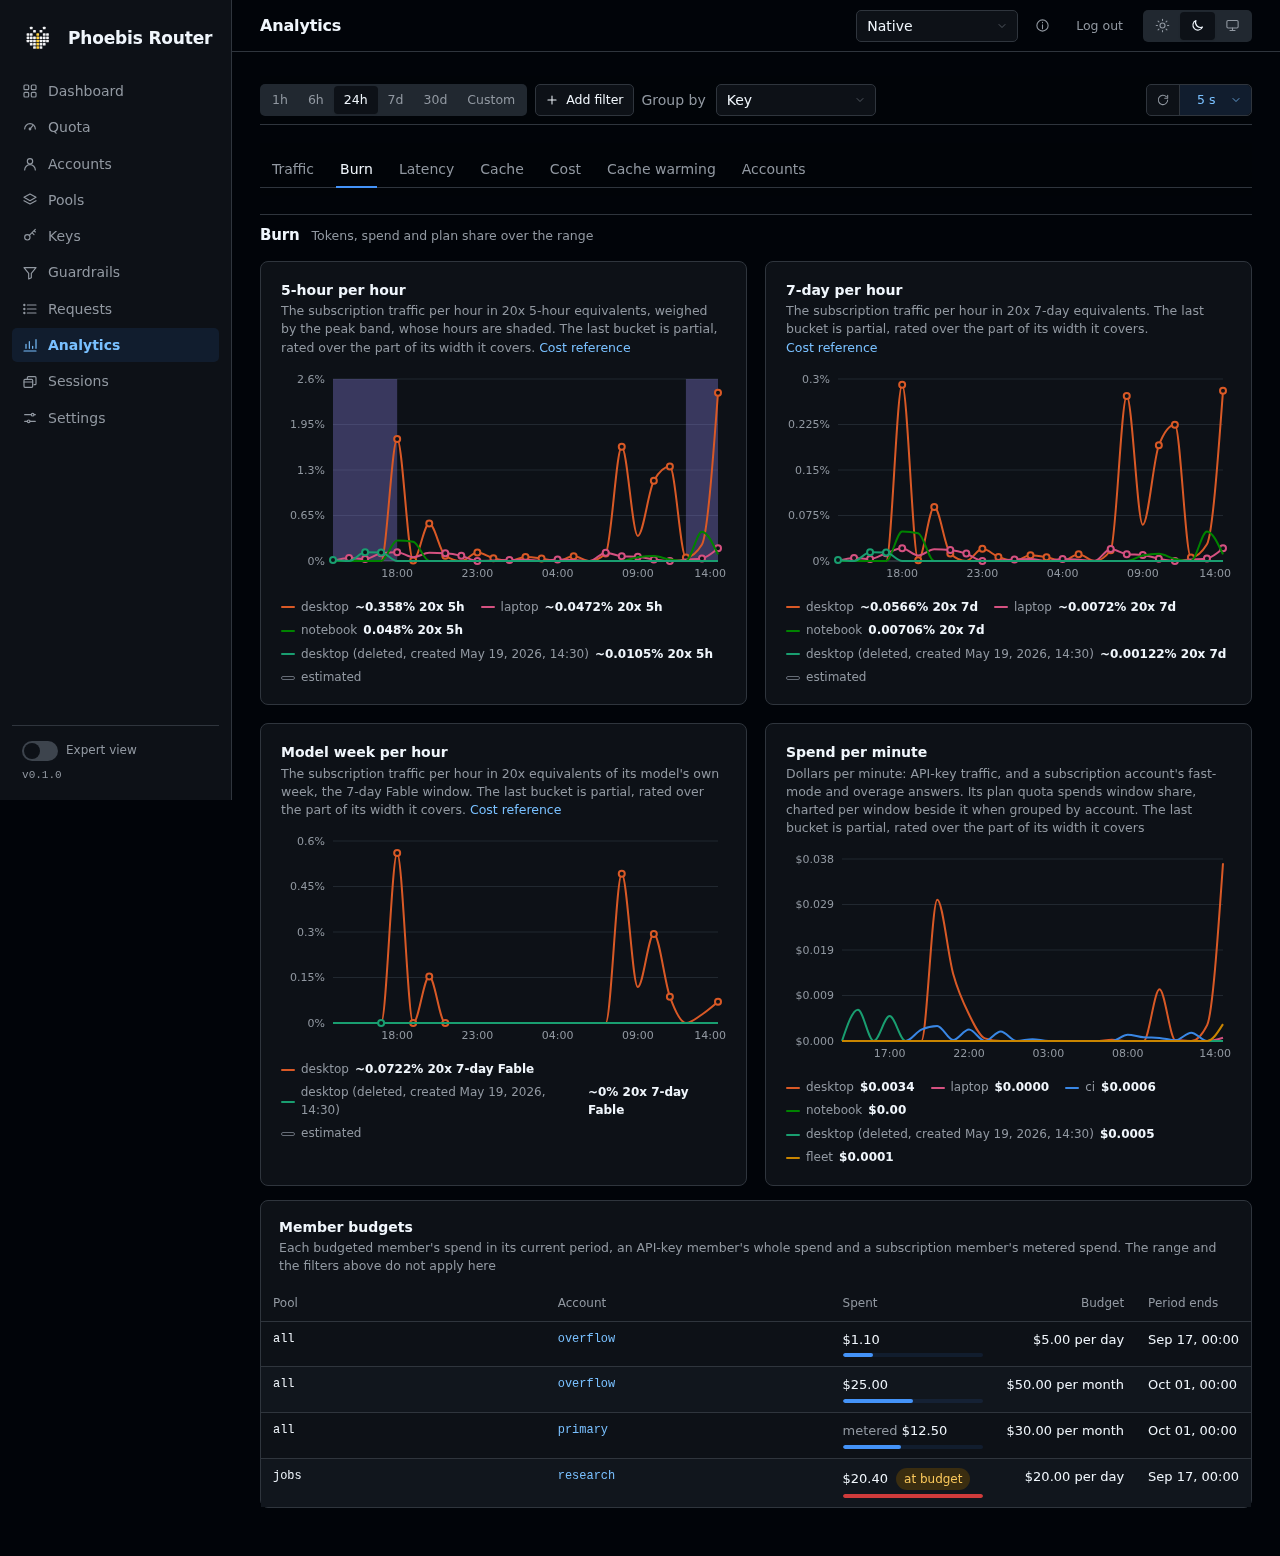 Phoebis Router
Dashboard
Quota
Accounts
Pools
Keys
Guardrails
Requests
Analytics
Sessions
Settings
Expert view
v0.1.0
Analytics
Native
Log out
1h 6h 24h 7d 30d Custom
Add filter
Group by
Key
5 s
Traffic Burn Latency Cache Cost Cache warming Accounts
Burn Tokens, spend and plan share over the range
5-hour per hour
The subscription traffic per hour in 20x 5-hour equivalents, weighed
by the peak band, whose hours are shaded. The last bucket is partial,
rated over the part of its width it covers. Cost reference
2.6%
1.95%
1.3%
0.65%
0%
18:00 23:00 04:00 09:00 14:00
desktop ~0.358% 20x 5h laptop ~0.0472% 20x 5h
notebook 0.048% 20x 5h
desktop (deleted, created May 19, 2026, 14:30) ~0.0105% 20x 5h
estimated
7-day per hour
The subscription traffic per hour in 20x 7-day equivalents. The last
bucket is partial, rated over the part of its width it covers.
Cost reference
0.3%
0.225%
0.15%
0.075%
0%
18:00 23:00 04:00 09:00 14:00
desktop ~0.0566% 20x 7d laptop ~0.0072% 20x 7d
notebook 0.00706% 20x 7d
desktop (deleted, created May 19, 2026, 14:30) ~0.00122% 20x 7d
estimated
Model week per hour
The subscription traffic per hour in 20x equivalents of its model's own
week, the 7-day Fable window. The last bucket is partial, rated over
the part of its width it covers. Cost reference
0.6%
0.45%
0.3%
0.15%
0%
18:00 23:00 04:00 09:00 14:00
desktop ~0.0722% 20x 7-day Fable
desktop (deleted, created May 19, 2026, ~0% 20x 7-day
14:30) Fable
estimated
Spend per minute
Dollars per minute: API-key traffic, and a subscription account's fast-
mode and overage answers. Its plan quota spends window share,
charted per window beside it when grouped by account. The last
bucket is partial, rated over the part of its width it covers
$0.038
$0.029
$0.019
$0.009
$0.000
17:00 22:00 03:00 08:00 14:00
desktop $0.0034 laptop $0.0000 ci $0.0006
notebook $0.00
desktop (deleted, created May 19, 2026, 14:30) $0.0005
fleet $0.0001
Member budgets
Each budgeted member's spend in its current period, an API-key member's whole spend and a subscription member's metered spend. The range and
the filters above do not apply here
Pool Account Spent Budget Period ends
all overflow $1.10 $5.00 per day Sep 17, 00:00
all overflow $25.00 $50.00 per month Oct 01, 00:00
all primary metered $12.50 $30.00 per month Oct 01, 00:00
jobs research $20.40 at budget $20.00 per day Sep 17, 00:00